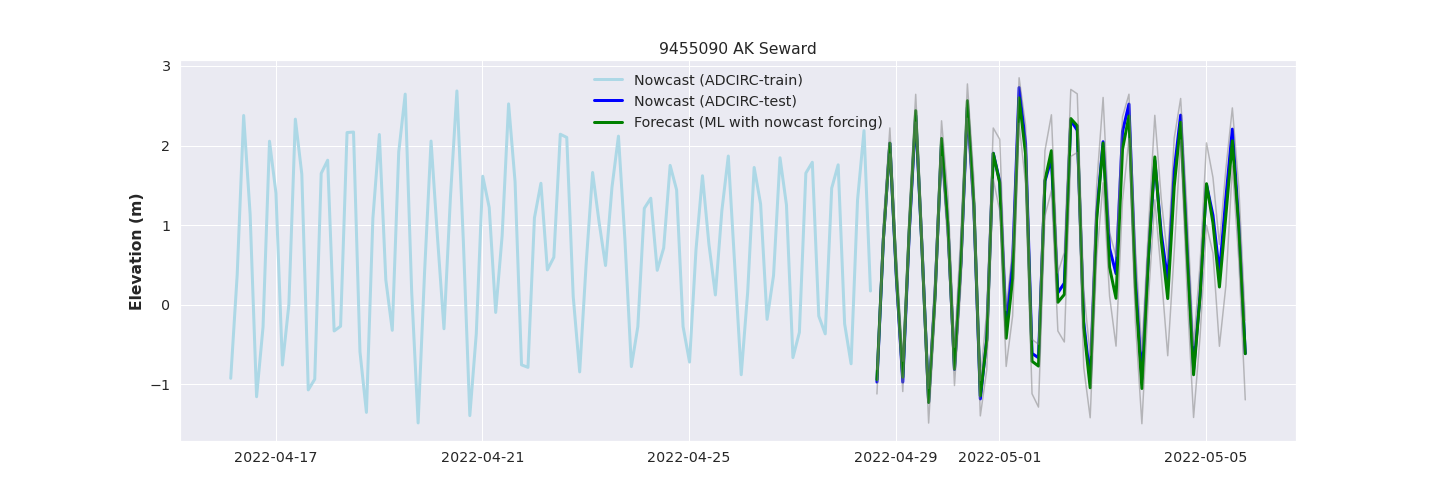 9455090 AK Seward
Nowcast (ADCIRC-train)
Nowcast (ADCIRC-test)
Forecast (ML with nowcast forcing)
Elevation (m)
3
2
1
0
−1
2022-04-17
2022-04-21
2022-04-25
2022-04-29
2022-05-01
2022-05-05